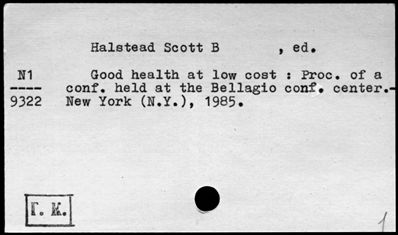 Halstead Scott B , ed.
N1 Good health at low cost : Proc. of a
---- conf. held at the Bellagio conf. center.-
9322 New York (N.Y.), 1985.
Г. К.
1